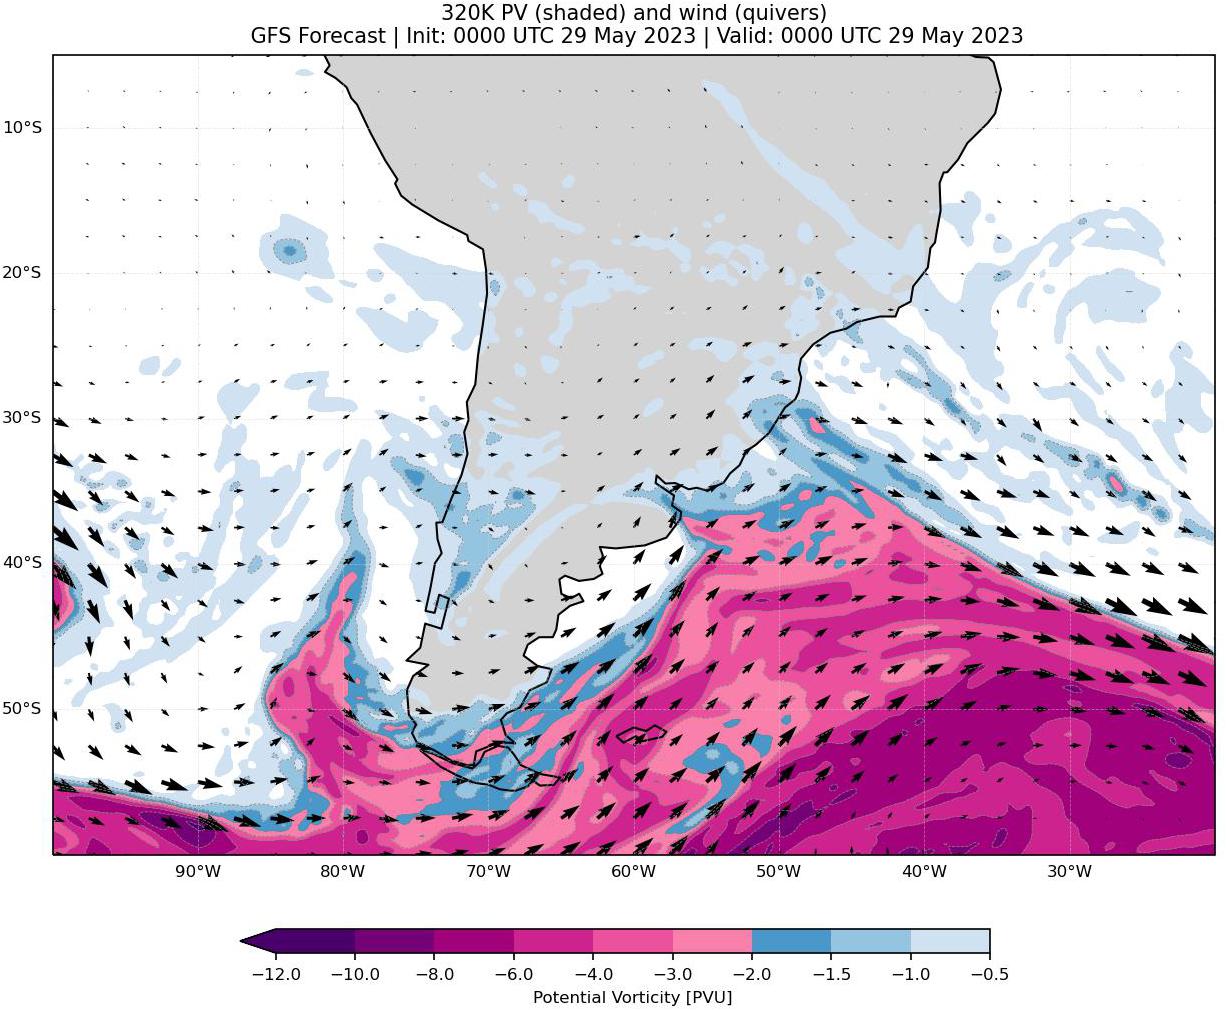 320K PV (shaded) and wind (quivers)
GFS Forecast | Init: 0000 UTC 29 May 2023 | Valid: 0000 UTC 29 May 2023
10°S
20°S
30°S
40°S
50°S
90°W 80°W 70°W 60°W 50°W 40°W 30°W
−12.0 −10.0 −8.0 −6.0 −4.0 −3.0 −2.0 −1.5 −1.0 −0.5
Potential Vorticity [PVU]